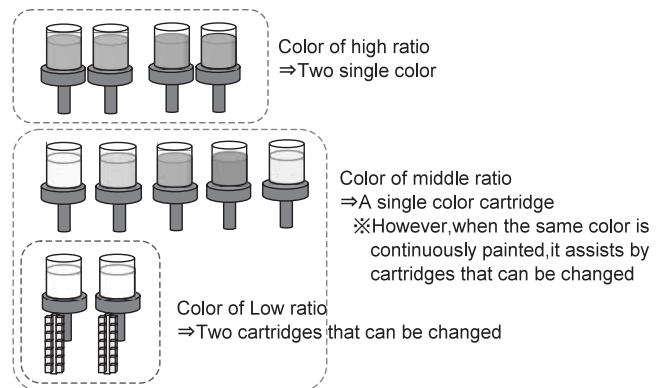 Color of high ratio
⇒Two single color
Color of middle ratio
⇒A single color cartridge
※However,when the same color is
continuously painted,it assists by
cartridges that can be changed
Color of Low ratio
⇒Two cartridges that can be changed